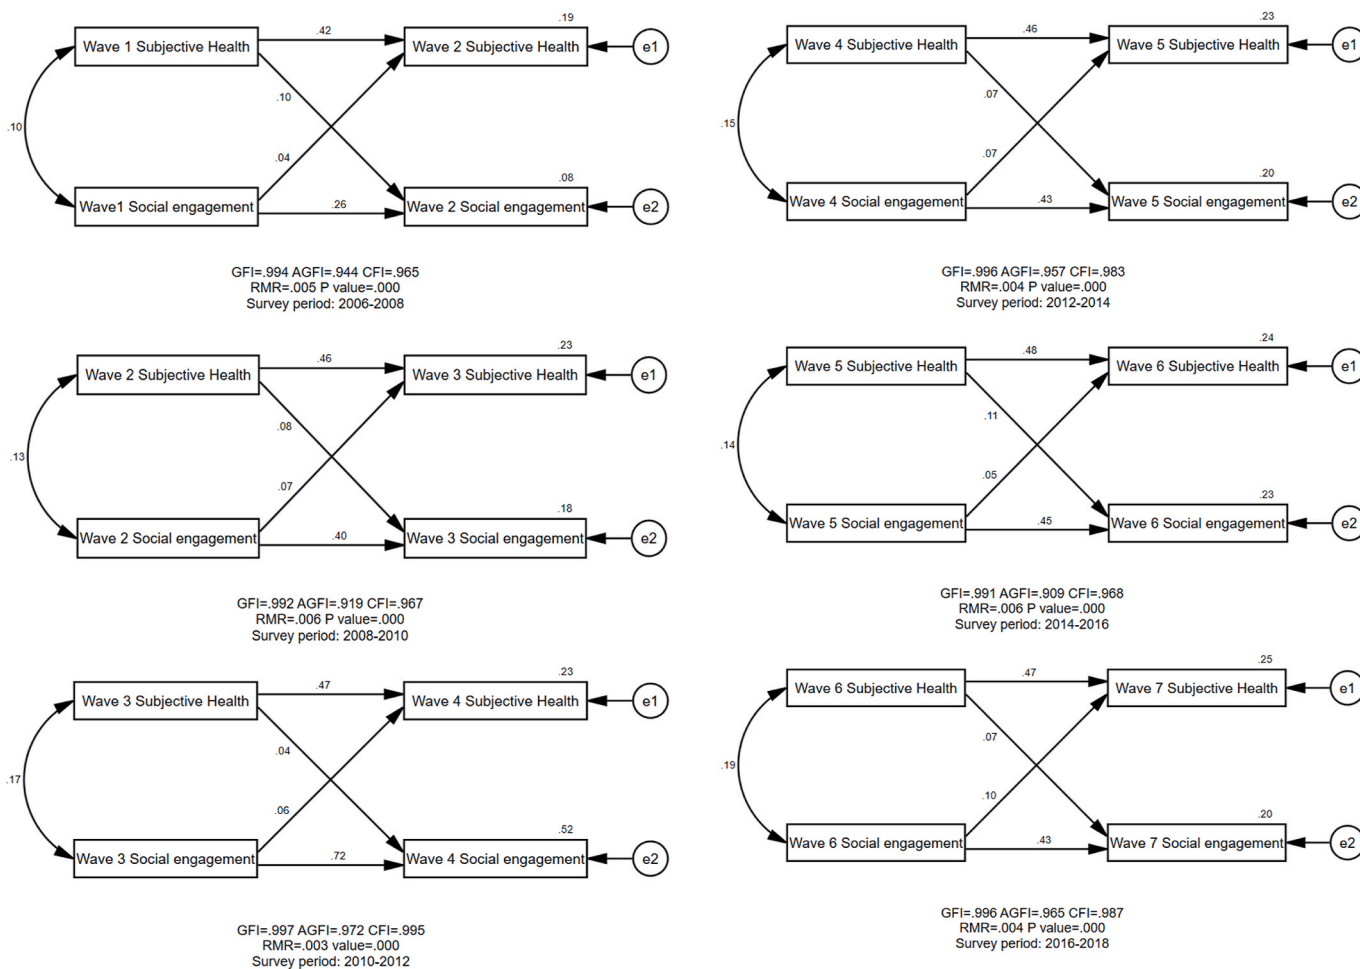 .42
.19
Wave 1 Subjective Health
Wave 2 Subjective Health
e1
.10
.10
.04
.08
Wave1 Social engagement
.26
Wave 2 Social engagement
e2
GFI=.994 AGFI=.944 CFI=.965
RMR=.005 P value=.000
Survey period: 2006-2008
.46
.23
Wave 2 Subjective Health
Wave 3 Subjective Health
e1
.08
.13
.07
.18
Wave 2 Social engagement
.40
Wave 3 Social engagement
e2
GFI=.992 AGFI=.919 CFI=.967
RMR=.006 P value=.000
Survey period: 2008-2010
.47
.23
Wave 3 Subjective Health
Wave 4 Subjective Health
e1
.04
.17
.06
.52
Wave 3 Social engagement
.72
Wave 4 Social engagement
e2
GFI=.997 AGFI=.972 CFI=.995
RMR=.003 value=.000
Survey period: 2010-2012
.46
.23
Wave 4 Subjective Health
Wave 5 Subjective Health
e1
.07
.15
.07
.20
Wave 4 Social engagement
.43
Wave 5 Social engagement
e2
GFI=.996 AGFI=.957 CFI=.983
RMR=.004 P value=.000
Survey period: 2012-2014
.48
.24
Wave 5 Subjective Health
Wave 6 Subjective Health
e1
.11
.14
.05
.23
Wave 5 Social engagement
.45
Wave 6 Social engagement
e2
GFI=.991 AGFI=.909 CFI=.968
RMR=.006 P value=.000
Survey period: 2014-2016
.47
.25
Wave 6 Subjective Health
Wave 7 Subjective Health
e1
.07
.19
.10
.20
Wave 6 Social engagement
.43
Wave 7 Social engagement
e2
GFI=.996 AGFI=.965 CFI=.987
RMR=.004 P value=.000
Survey period: 2016-2018